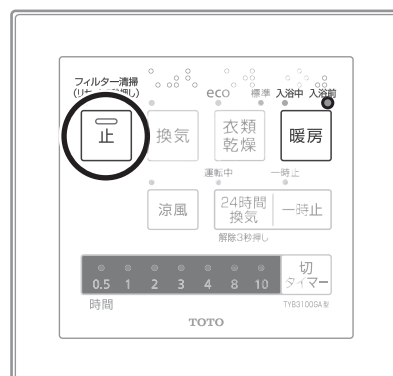 フィルター清掃
eco 標準 入浴中 入浴前
止
換気
衣類
乾燥
暖房
運転中 一時止
涼風
24時間
換気
一時止
解除3秒押し
0.5 1 2 3 4 8 10
切
タイマー
時間
TYB3100GA型
TOTO